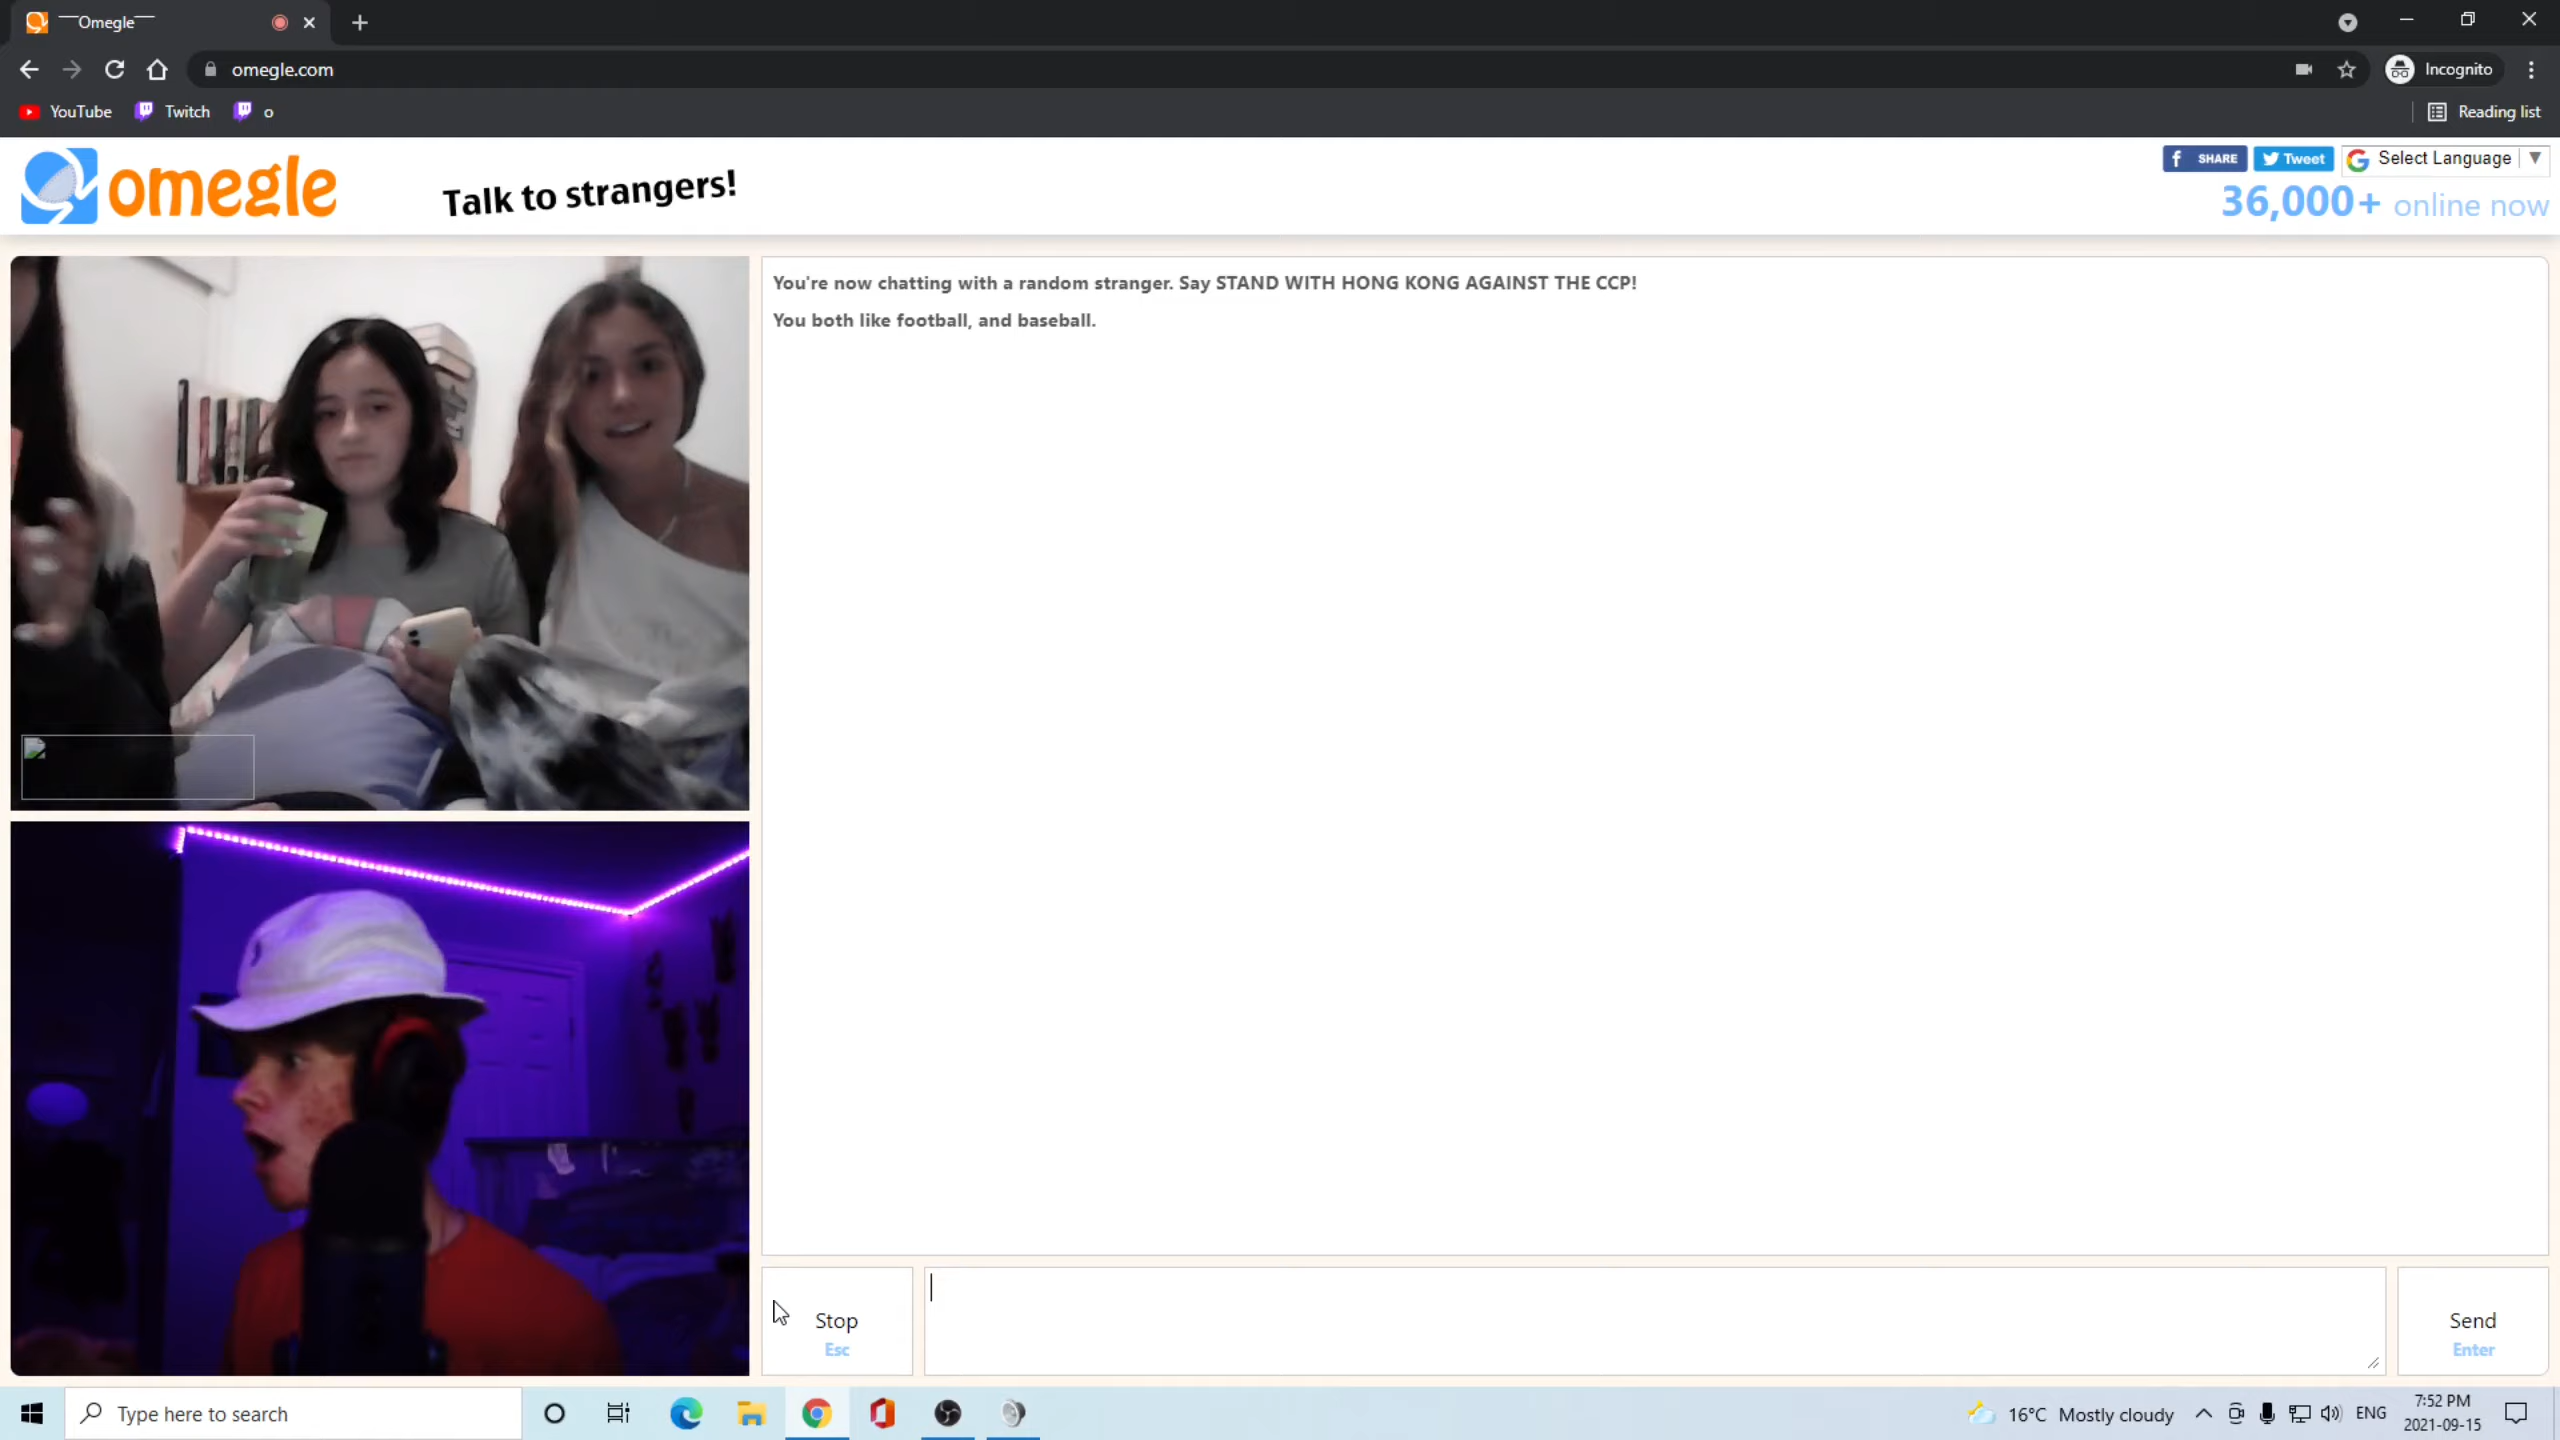 Omegle
omegle.com
Incognito
YouTube
Twitch
o
Reading list
omegle
Talk to strangers!
SHARE
Tweet
Select Language
36,000+ online now
You're now chatting with a random stranger. Say STAND WITH HONG KONG AGAINST THE CCP!
You both like football, and baseball.
Stop
Esc
Send
Enter
Type here to search
16°C Mostly cloudy
ENG
7:52 PM
2021-09-15